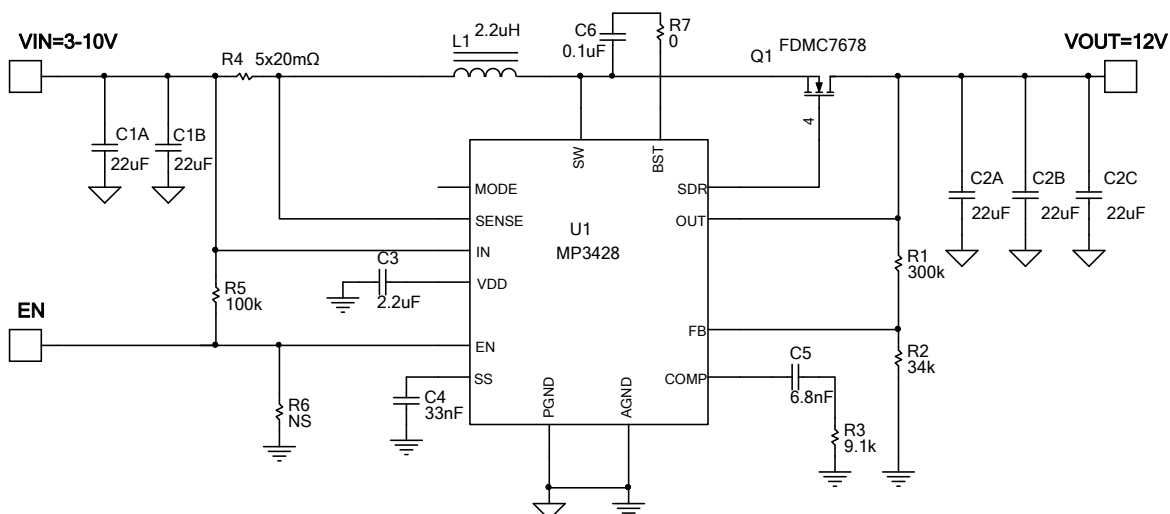 VIN=3-10V
R4 5x20mΩ
L1
2.2uH
C6
0.1uF
R7
0
Q1
FDMC7678
VOUT=12V
C1A
22uF
C1B
22uF
SW
BST
4
MODE
SENSE
IN
VDD
EN
SS
U1
MP3428
SDR
OUT
FB
COMP
PGND
AGND
C2A
22uF
C2B
22uF
C2C
22uF
C3
2.2uF
R5
100k
R1
300k
EN
R2
34k
C5
6.8nF
C4
33nF
R6
NS
R3
9.1k